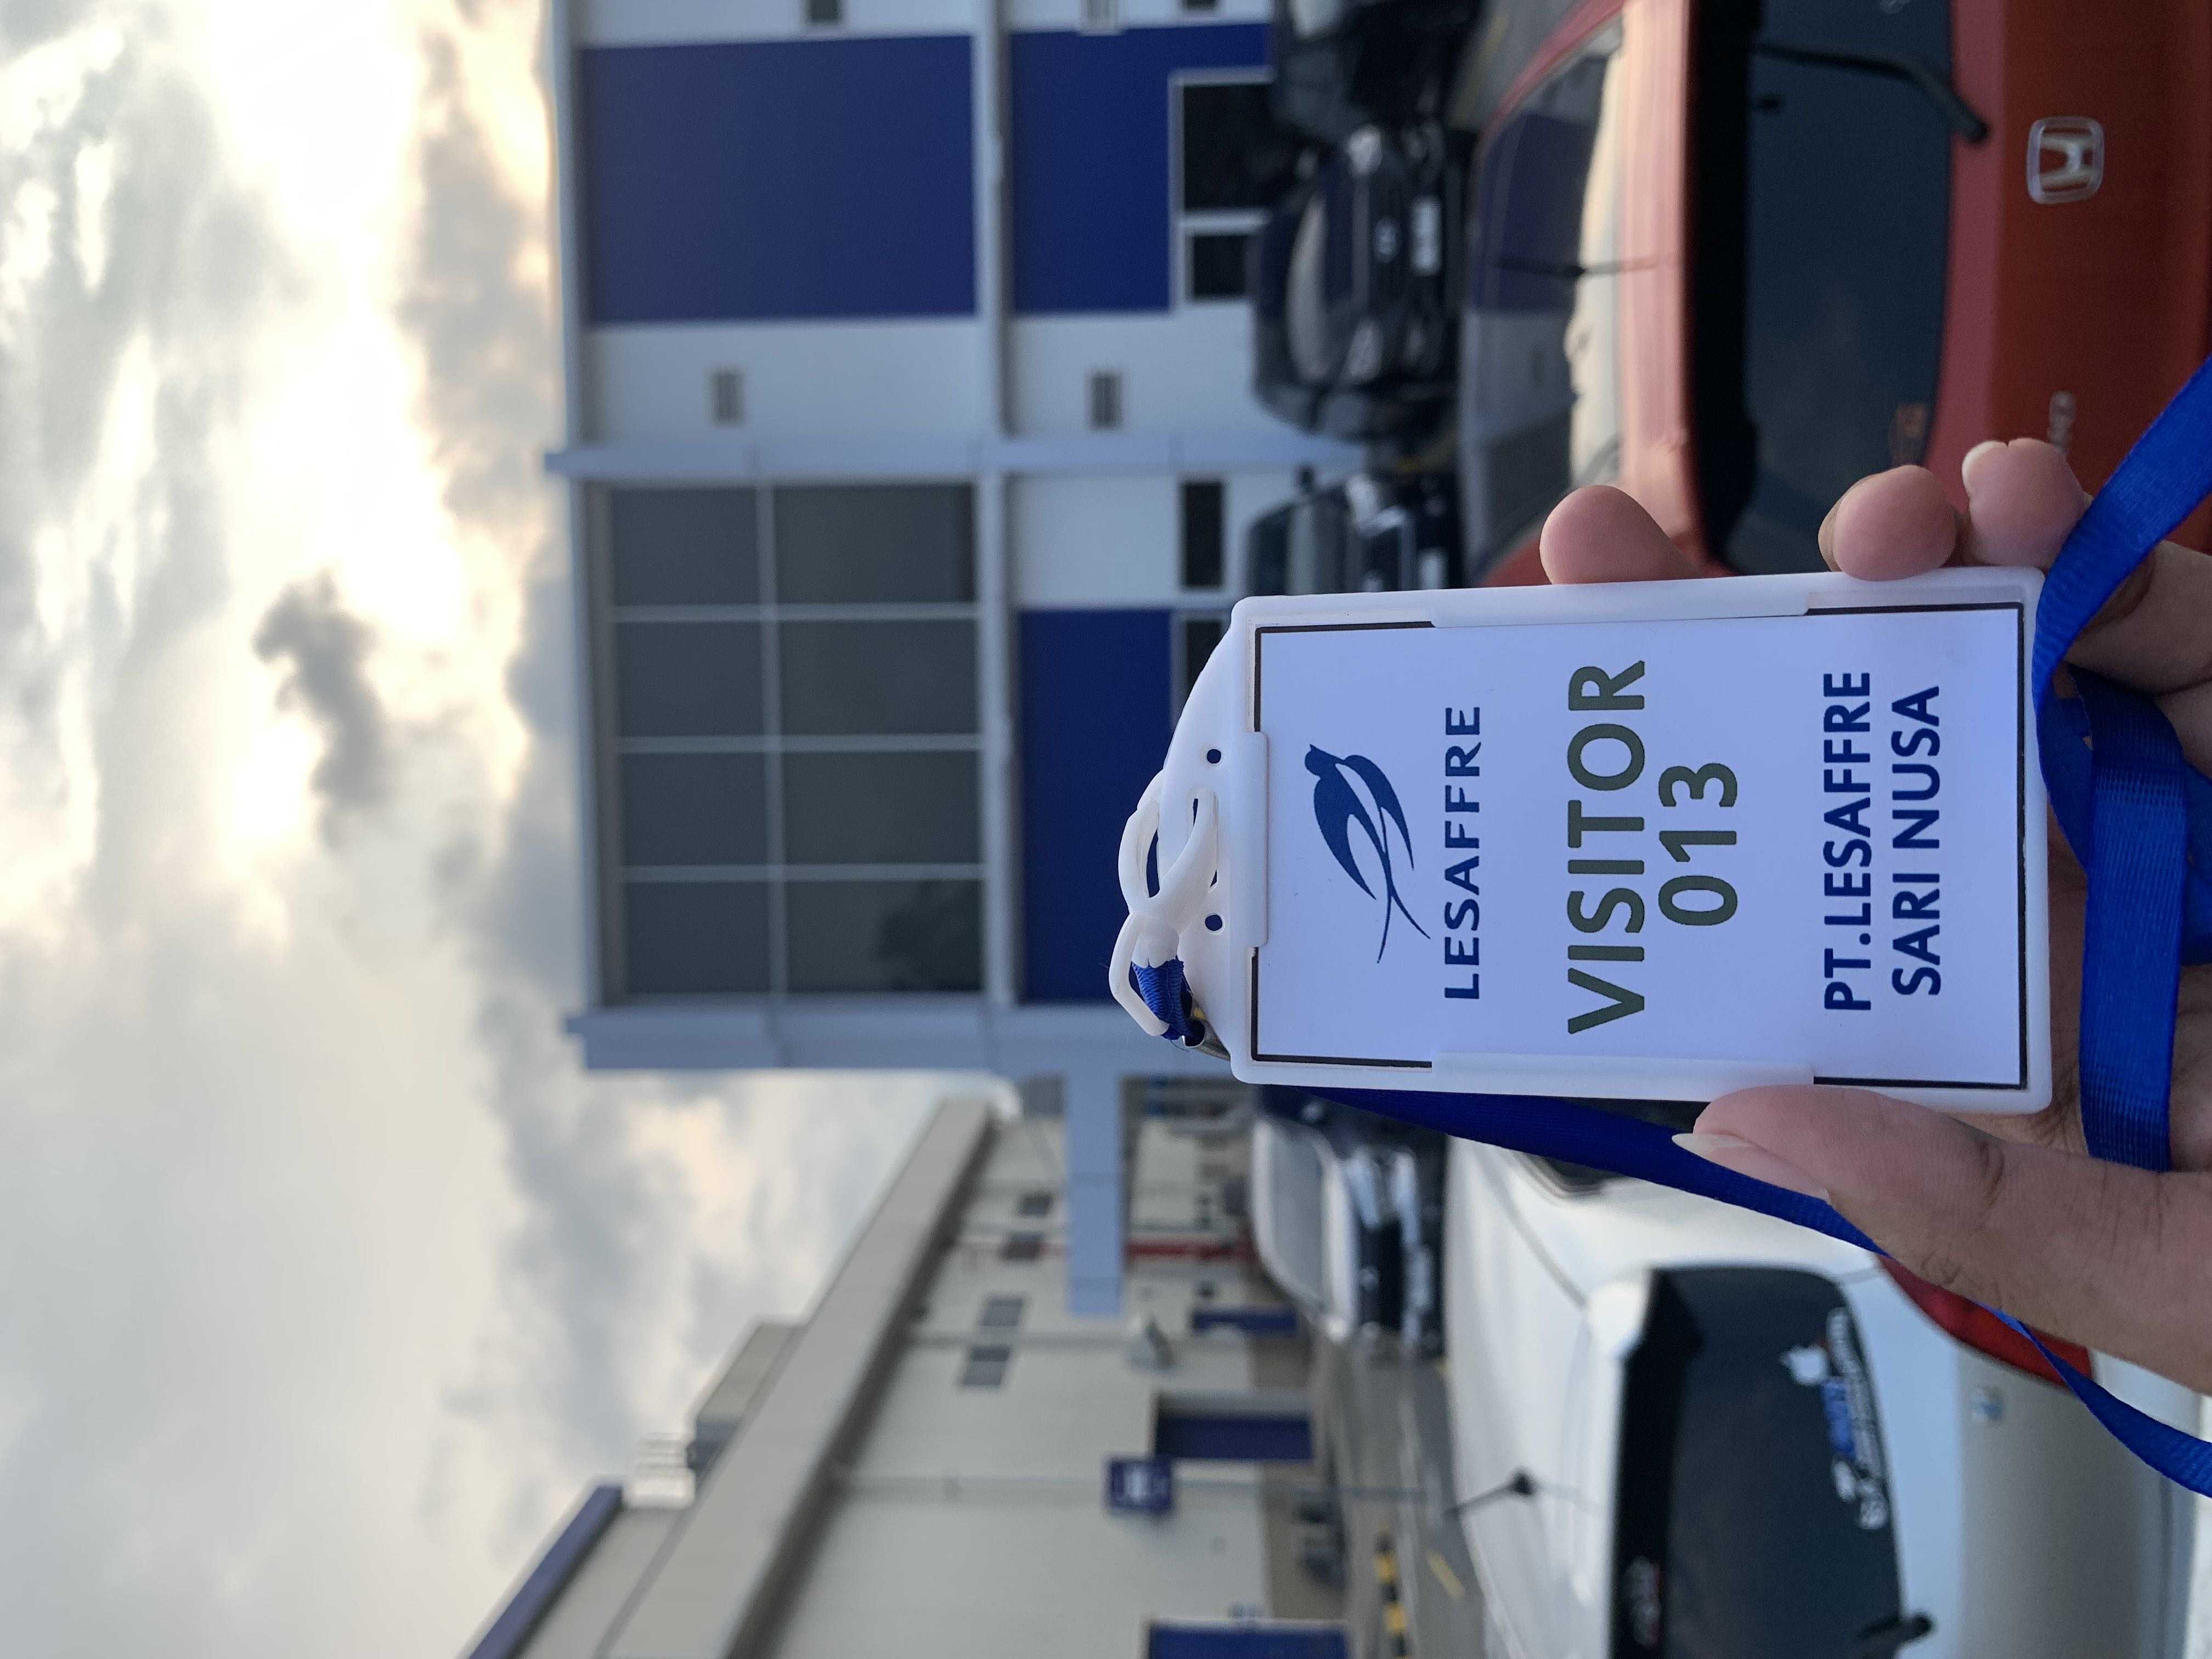 LESAFFRE
VISITOR
013
PT.LESAFFRE
SARI NUSA